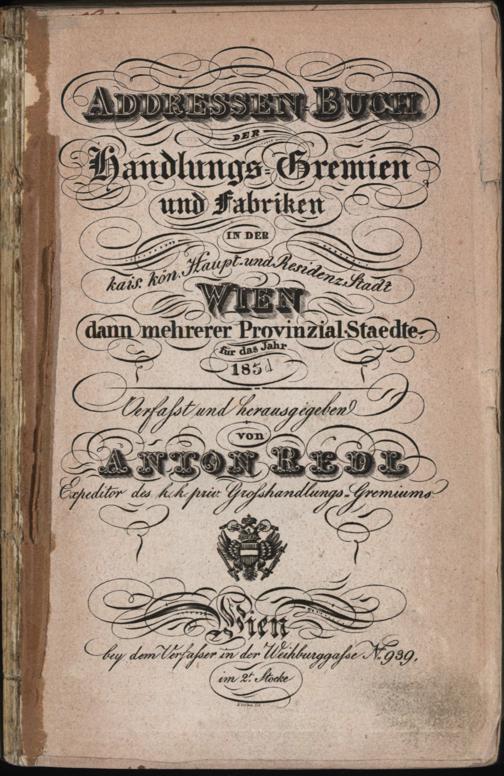 ADDRESSEN-BUCH
DER
Handlungs-Gremien
und Fabriken
IN DER
kais. kön. Haupt-und Residenz-Stadt
WIEN
dann mehrerer Provinzial-Staedte.
für das Jahr
Verfasst und herausgegeben
von
ANTON REDL
Expeditor des k.k. priv. Grosshandlungs-Gremiums
Wien
bey dem Verfasser in der Weihburggasse No. 939.
im 2t. Stocke